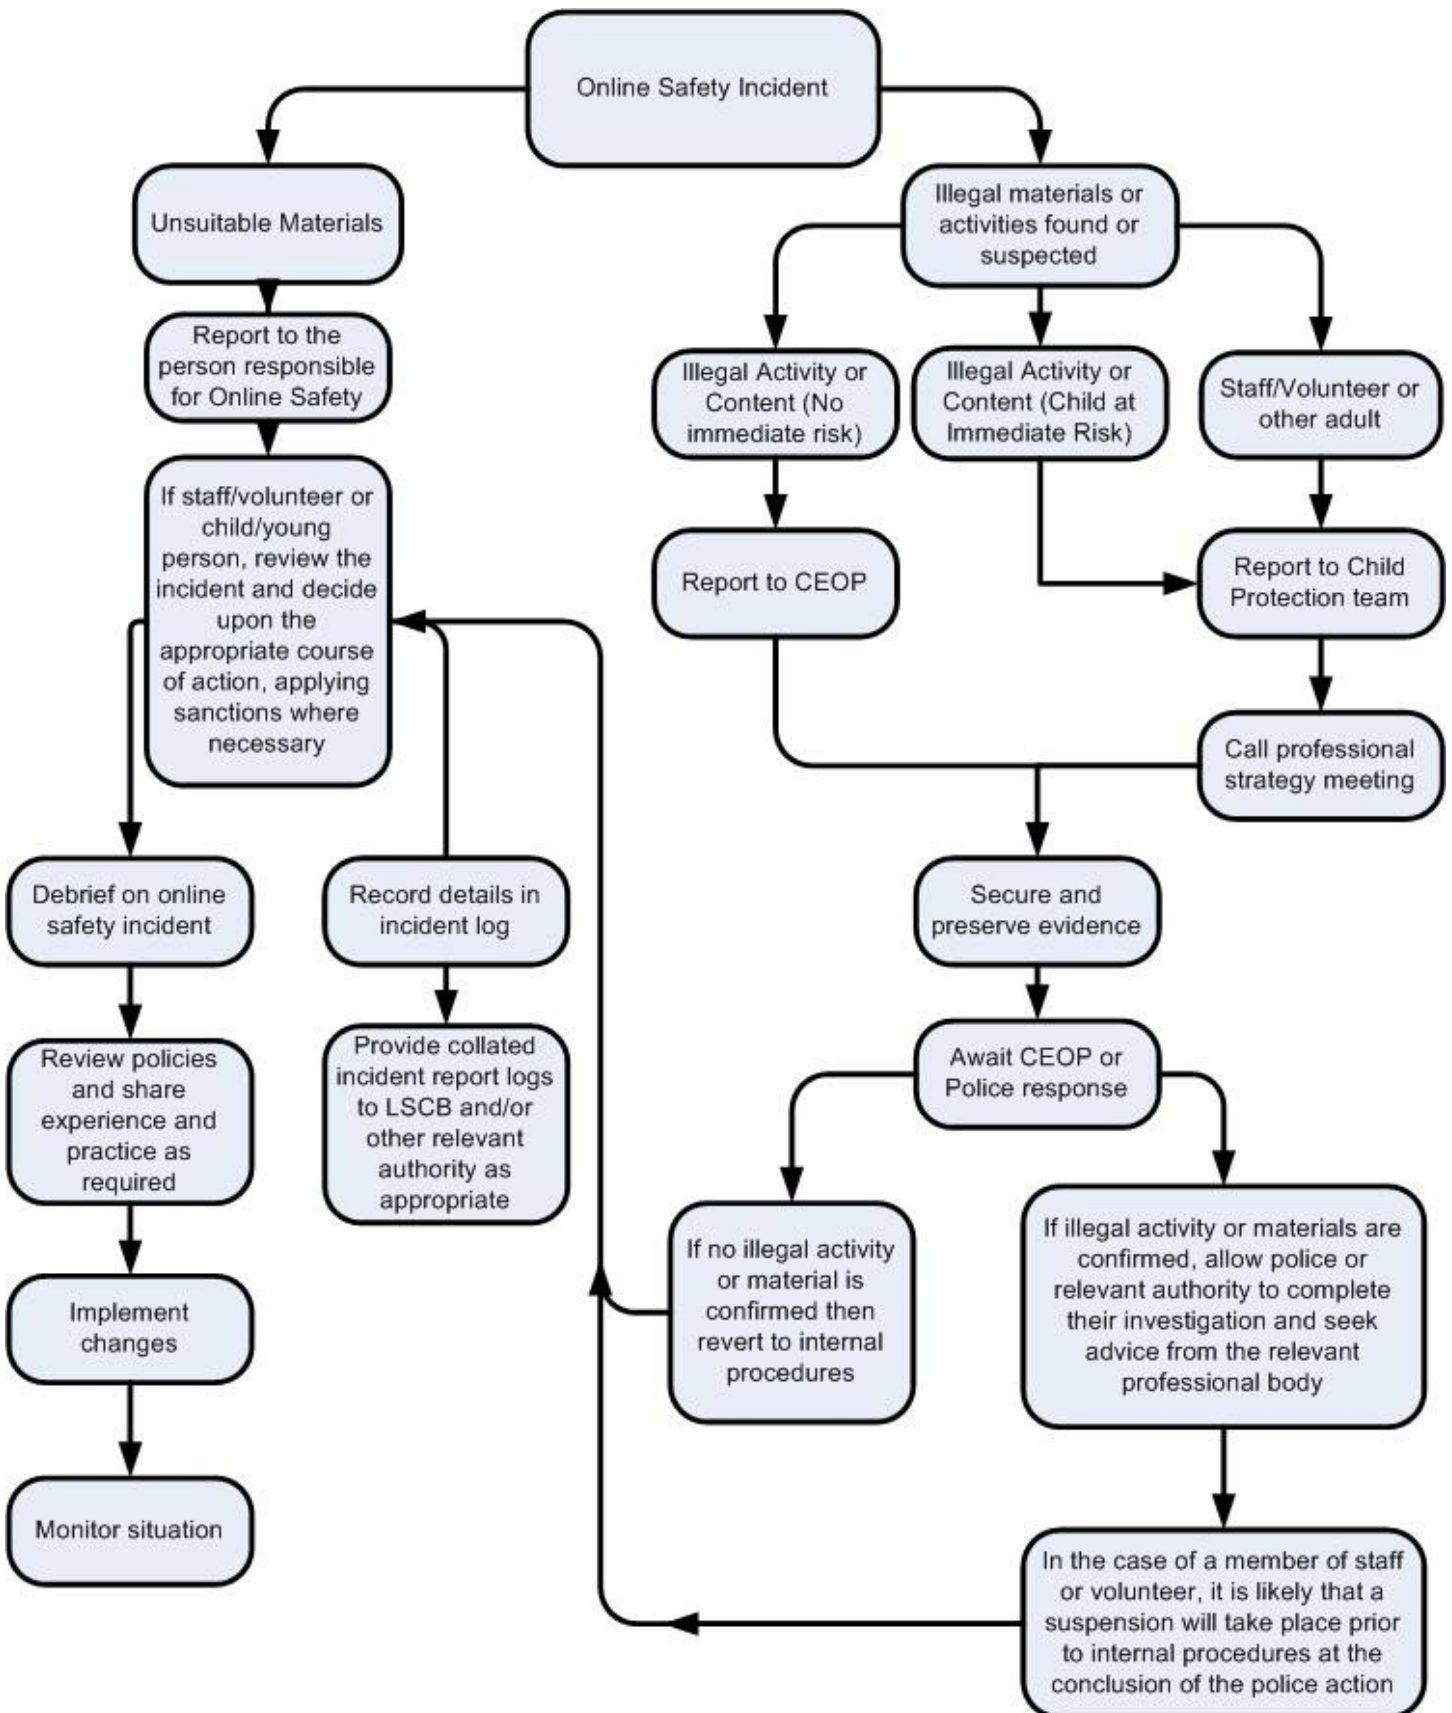 Online Safety Incident
Unsuitable Materials
Report to the
person responsible
for Online Safety
If staff/volunteer or
child/young
person, review the
incident and decide
upon the
appropriate course
of action, applying
sanctions where
necessary
Debrief on online
safety incident
Review policies
and share
experience and
practice as
required
Implement
changes
Monitor situation
Record details in
incident log
Provide collated
incident report logs
to LSCB and/or
other relevant
authority as
appropriate
Illegal materials or
activities found or
suspected
Illegal Activity or
Content (No
immediate risk)
Illegal Activity or
Content (Child at
Immediate Risk)
Staff/Volunteer or
other adult
Report to CEOP
Report to Child
Protection team
Call professional
strategy meeting
Secure and
preserve evidence
Await CEOP or
Police response
If no illegal activity
or material is
confirmed then
revert to internal
procedures
If illegal activity or materials are
confirmed, allow police or
relevant authority to complete
their investigation and seek
advice from the relevant
professional body
In the case of a member of staff
or volunteer, it is likely that a
suspension will take place prior
to internal procedures at the
conclusion of the police action